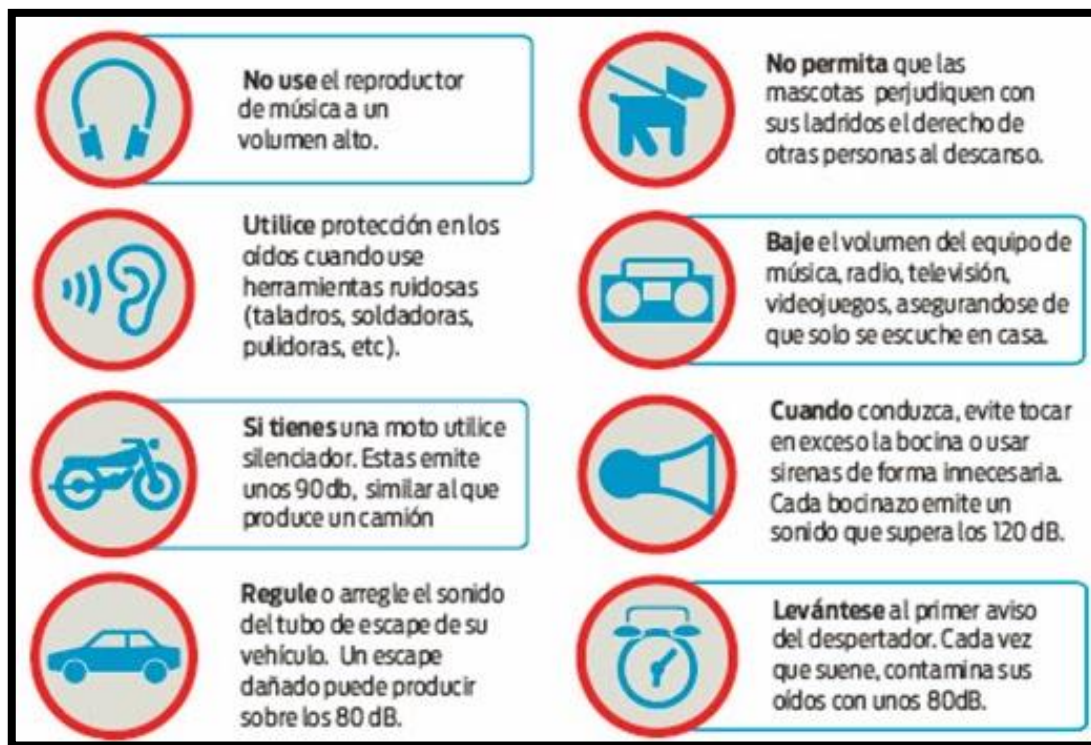 No use el reproductor
de música a un
volumen alto.
No permita que las
mascotas perjudiquen con
sus ladridos el derecho de
otras personas al descanso.
Utilice protección en los
oídos cuando use
herramientas ruidosas
(taladros, soldadoras,
pulidoras, etc).
Baje el volumen del equipo de
música, radio, televisión,
videojuegos, asegurandose de
que solo se escuche en casa.
Si tienes una moto utilice
silenciador. Estas emite
unos 90db, similar al que
produce un camión
Cuando conduzca, evite tocar
en exceso la bocina o usar
sirenas de forma innecesaria.
Cada bocinazo emite un
sonido que supera los 120 dB.
Regule o arregle el sonido
del tubo de escape de su
vehículo. Un escape
dañado puede producir
sobre los 80 dB.
Levántese al primer aviso
del despertador. Cada vez
que suene, contamina sus
oídos con unos 80dB.